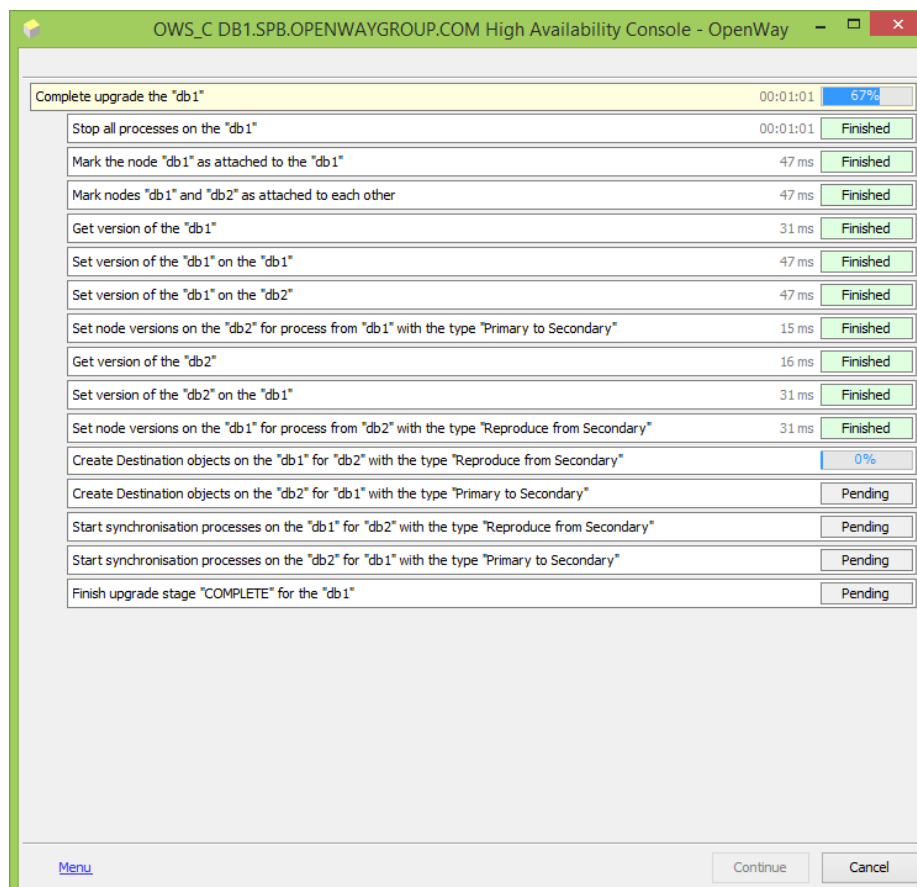 OWS_C DB1.SPB.OPENWAYGROUP.COM High Availability Console - OpenWay
Complete upgrade the "db1" 00:01:01 67%
Stop all processes on the "db1" 00:01:01 Finished
Mark the node "db1" as attached to the "db1" 47 ms Finished
Mark nodes "db1" and "db2" as attached to each other 47 ms Finished
Get version of the "db1" 31 ms Finished
Set version of the "db1" on the "db1" 47 ms Finished
Set version of the "db1" on the "db2" 47 ms Finished
Set node versions on the "db2" for process from "db1" with the type "Primary to Secondary" 15 ms Finished
Get version of the "db2" 16 ms Finished
Set version of the "db2" on the "db1" 31 ms Finished
Set node versions on the "db1" for process from "db2" with the type "Reproduce from Secondary" 31 ms Finished
Create Destination objects on the "db1" for "db2" with the type "Reproduce from Secondary" 0%
Create Destination objects on the "db2" for "db1" with the type "Primary to Secondary" Pending
Start synchronisation processes on the "db1" for "db2" with the type "Reproduce from Secondary" Pending
Start synchronisation processes on the "db2" for "db1" with the type "Primary to Secondary" Pending
Finish upgrade stage "COMPLETE" for the "db1" Pending
Menu Continue Cancel